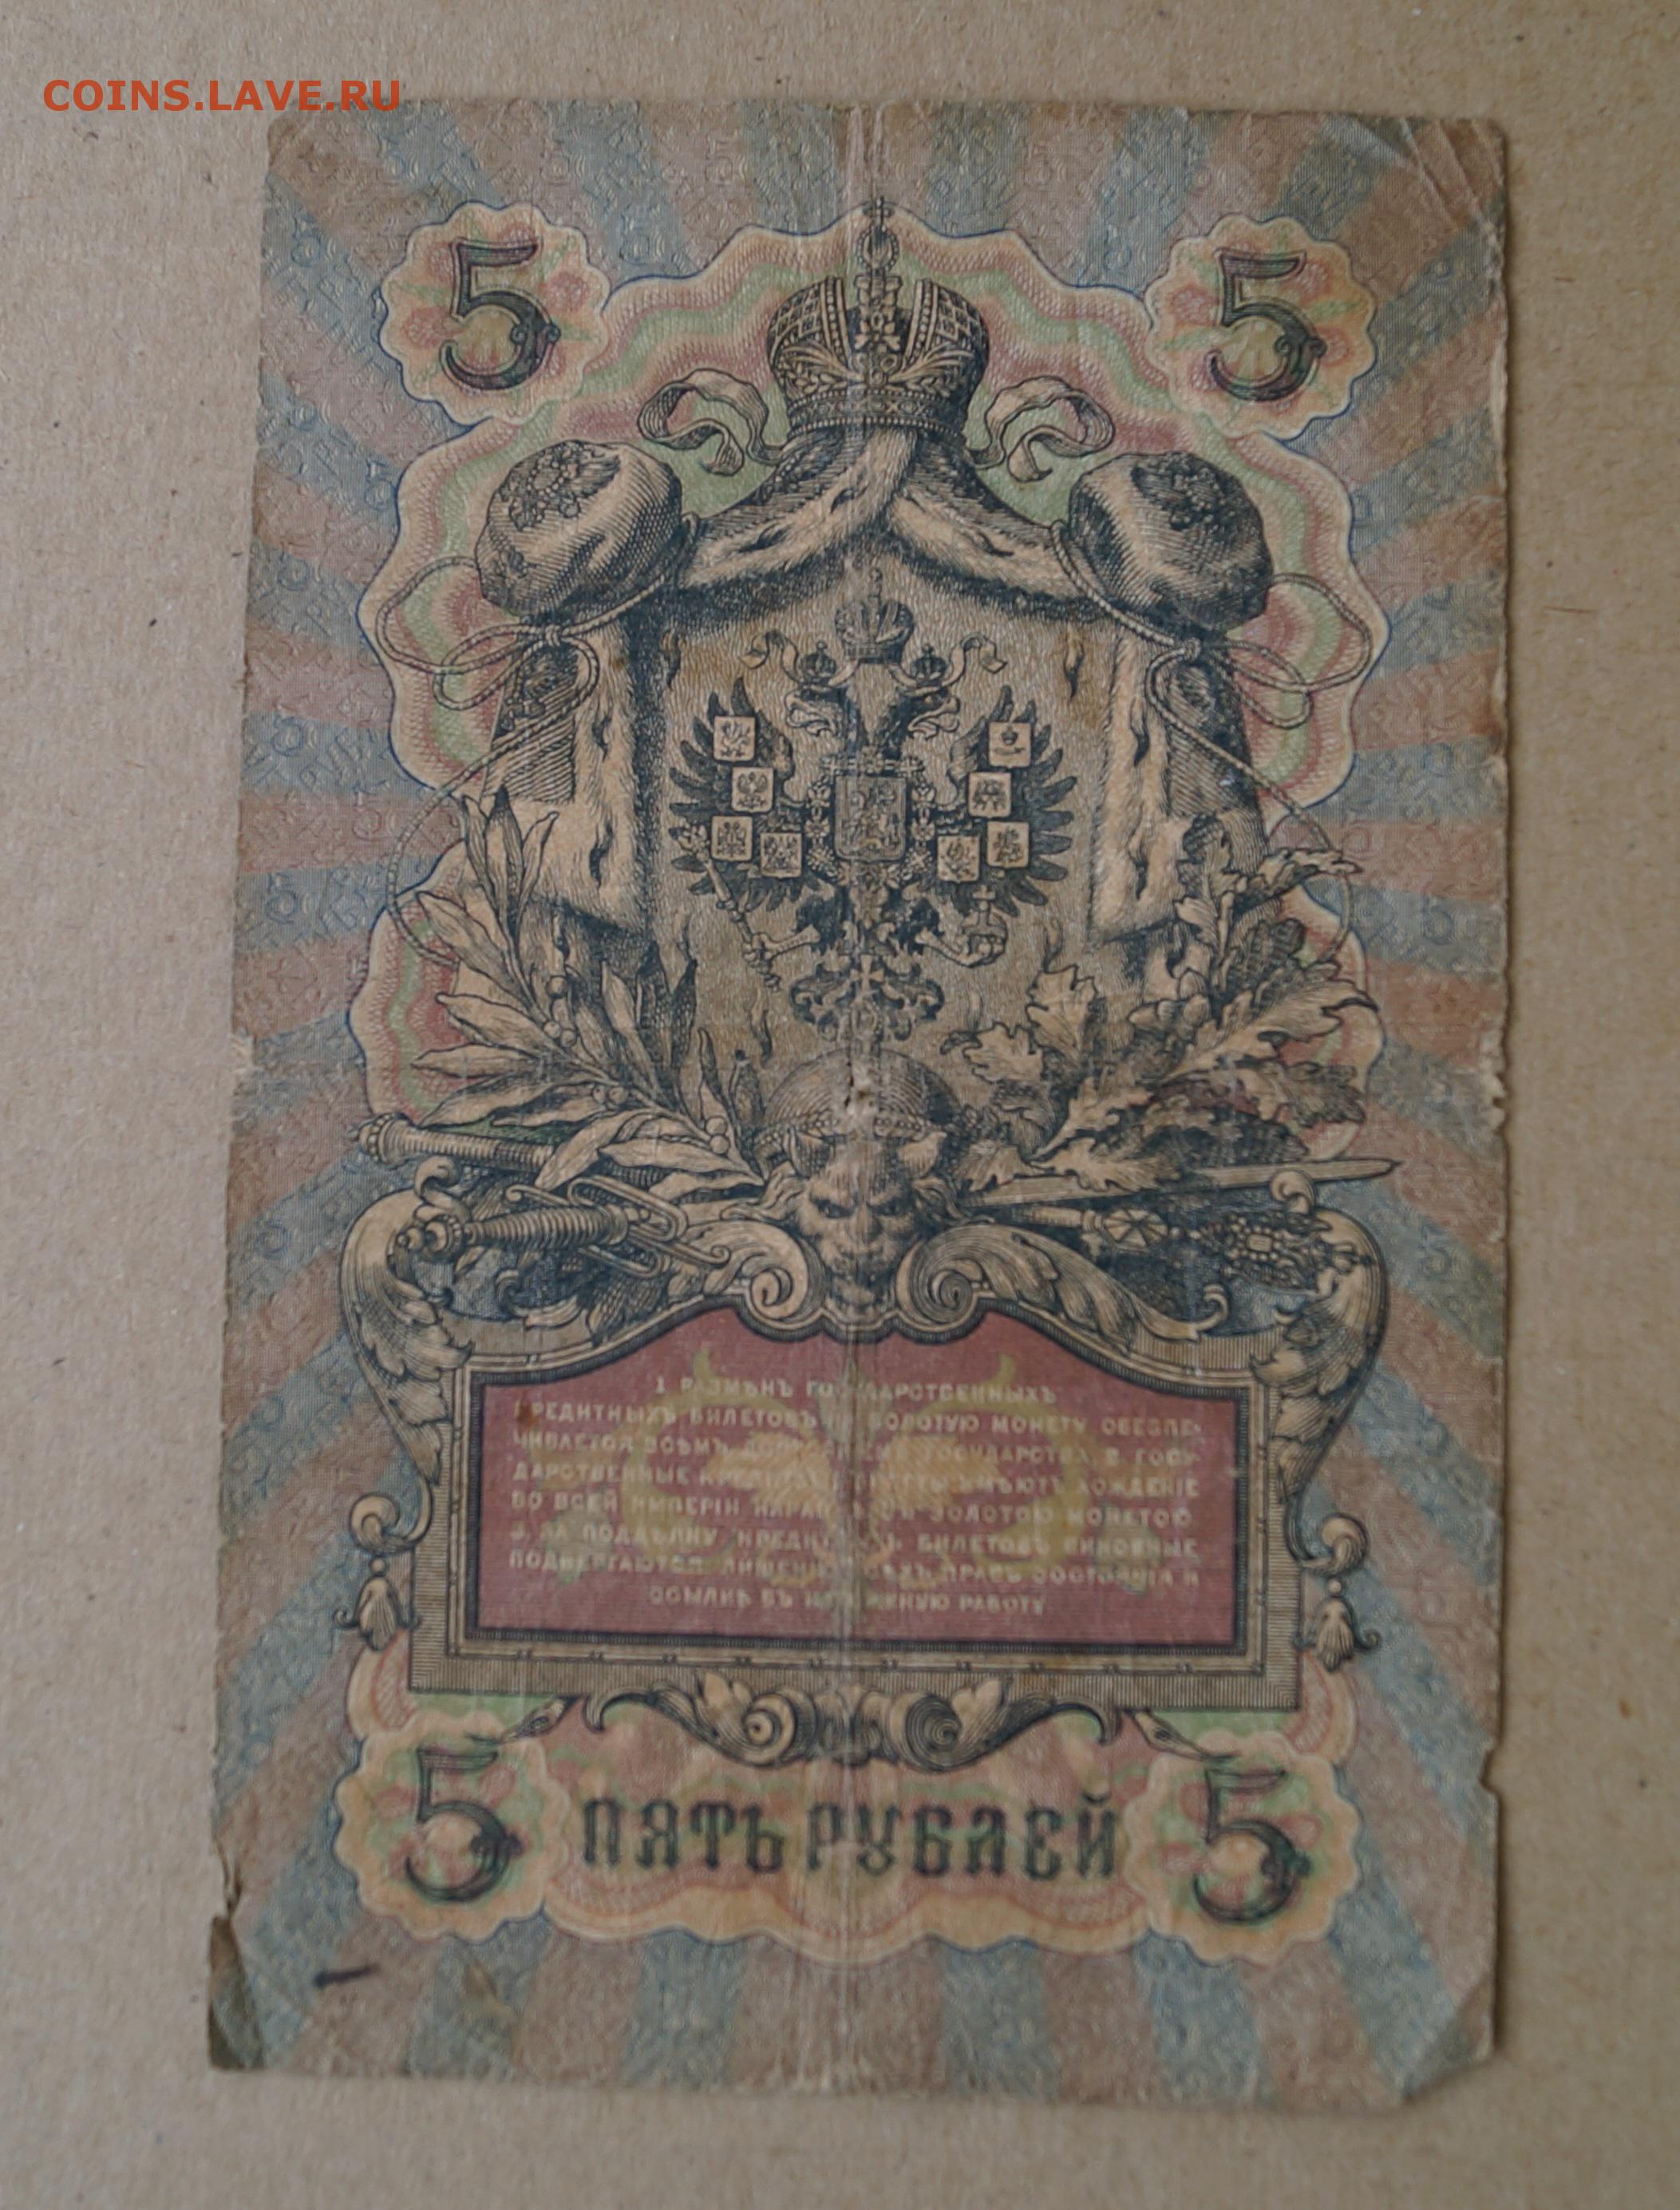 COINS.LAVE.RU
5 5
1 РАЗМѢНЪ ГОСУДАРСТВЕННЫХЪ
КРЕДИТНЫХЪ БИЛЕТОВЪ НА ЗОЛОТУЮ МОНЕТУ ОБЕЗПЕ-
ЧИВАЕТСЯ ВСѢМЪ ДОСТОЯНІЕМЪ ГОСУДАРСТВА. 2. ГОСУ-
ДАРСТВЕННЫЕ КРЕДИТНЫЕ БИЛЕТЫ ИМѢЮТЪ ХОЖДЕНІЕ
ВО ВСЕЙ ИМПЕРІИ НАРАВНѢ СЪ ЗОЛОТОЮ МОНЕТОЮ
3. ЗА ПОДДѢЛКУ КРЕДИТНЫХЪ БИЛЕТОВЪ ВИНОВНЫЕ
ПОДВЕРГАЮТСЯ ЛИШЕНІЮ ВСѢХЪ ПРАВЪ СОСТОЯНІЯ И
ССЫЛКѢ ВЪ КАТОРЖНУЮ РАБОТУ
5 ПЯТЬ РУБЛЕЙ 5